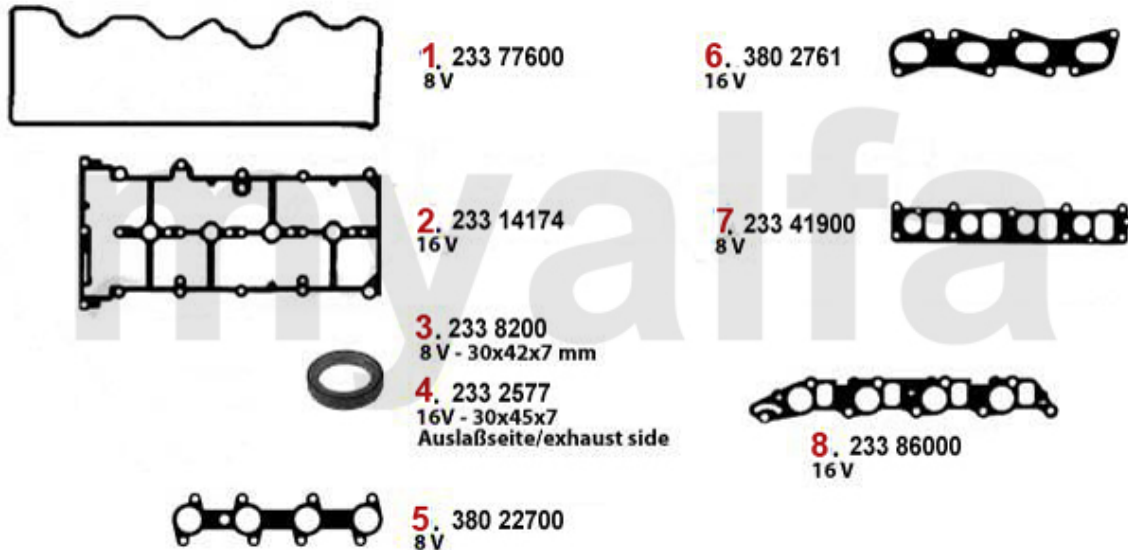 1. 233 77600
8 V
2. 233 14174
16 V
3. 233 8200
8 V - 30x42x7 mm
4. 233 2577
16V - 30x45x7
Auslaßseite/exhaust side
5. 380 22700
8 V
6. 380 2761
16 V
7. 233 41900
8 V
8. 233 86000
16 V
myalfa